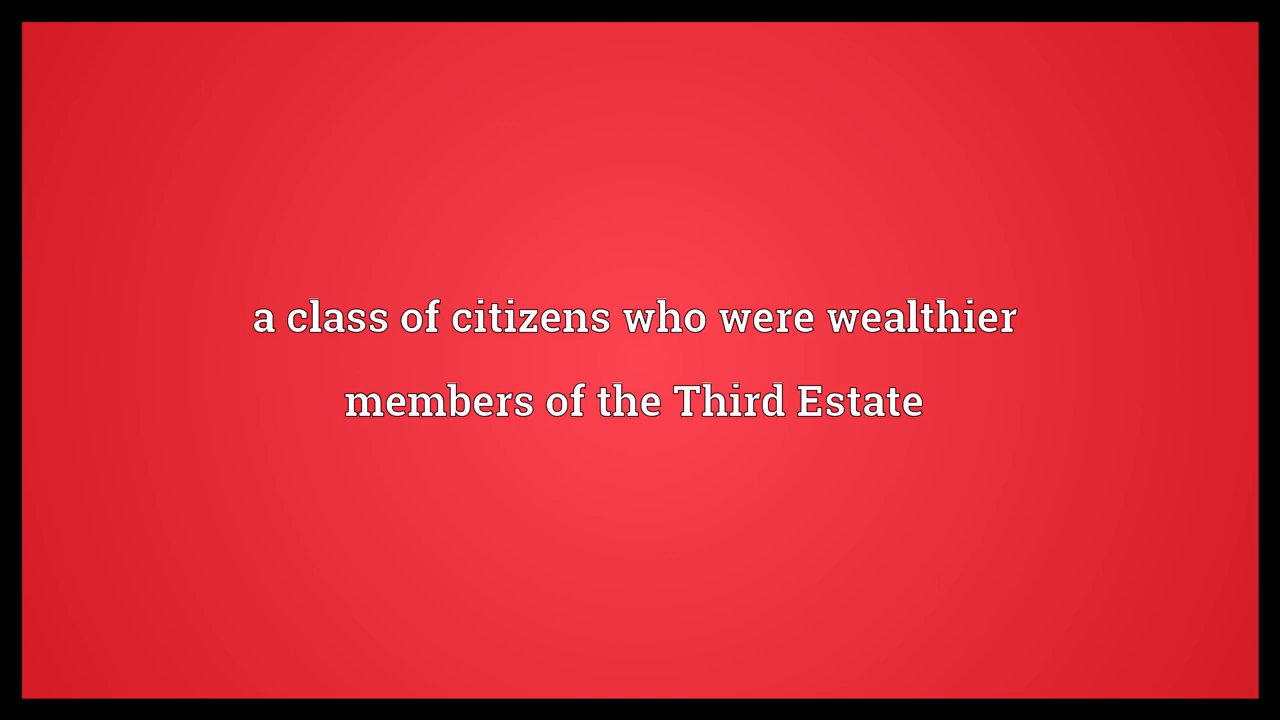 a class of citizens who were wealthier
members of the Third Estate